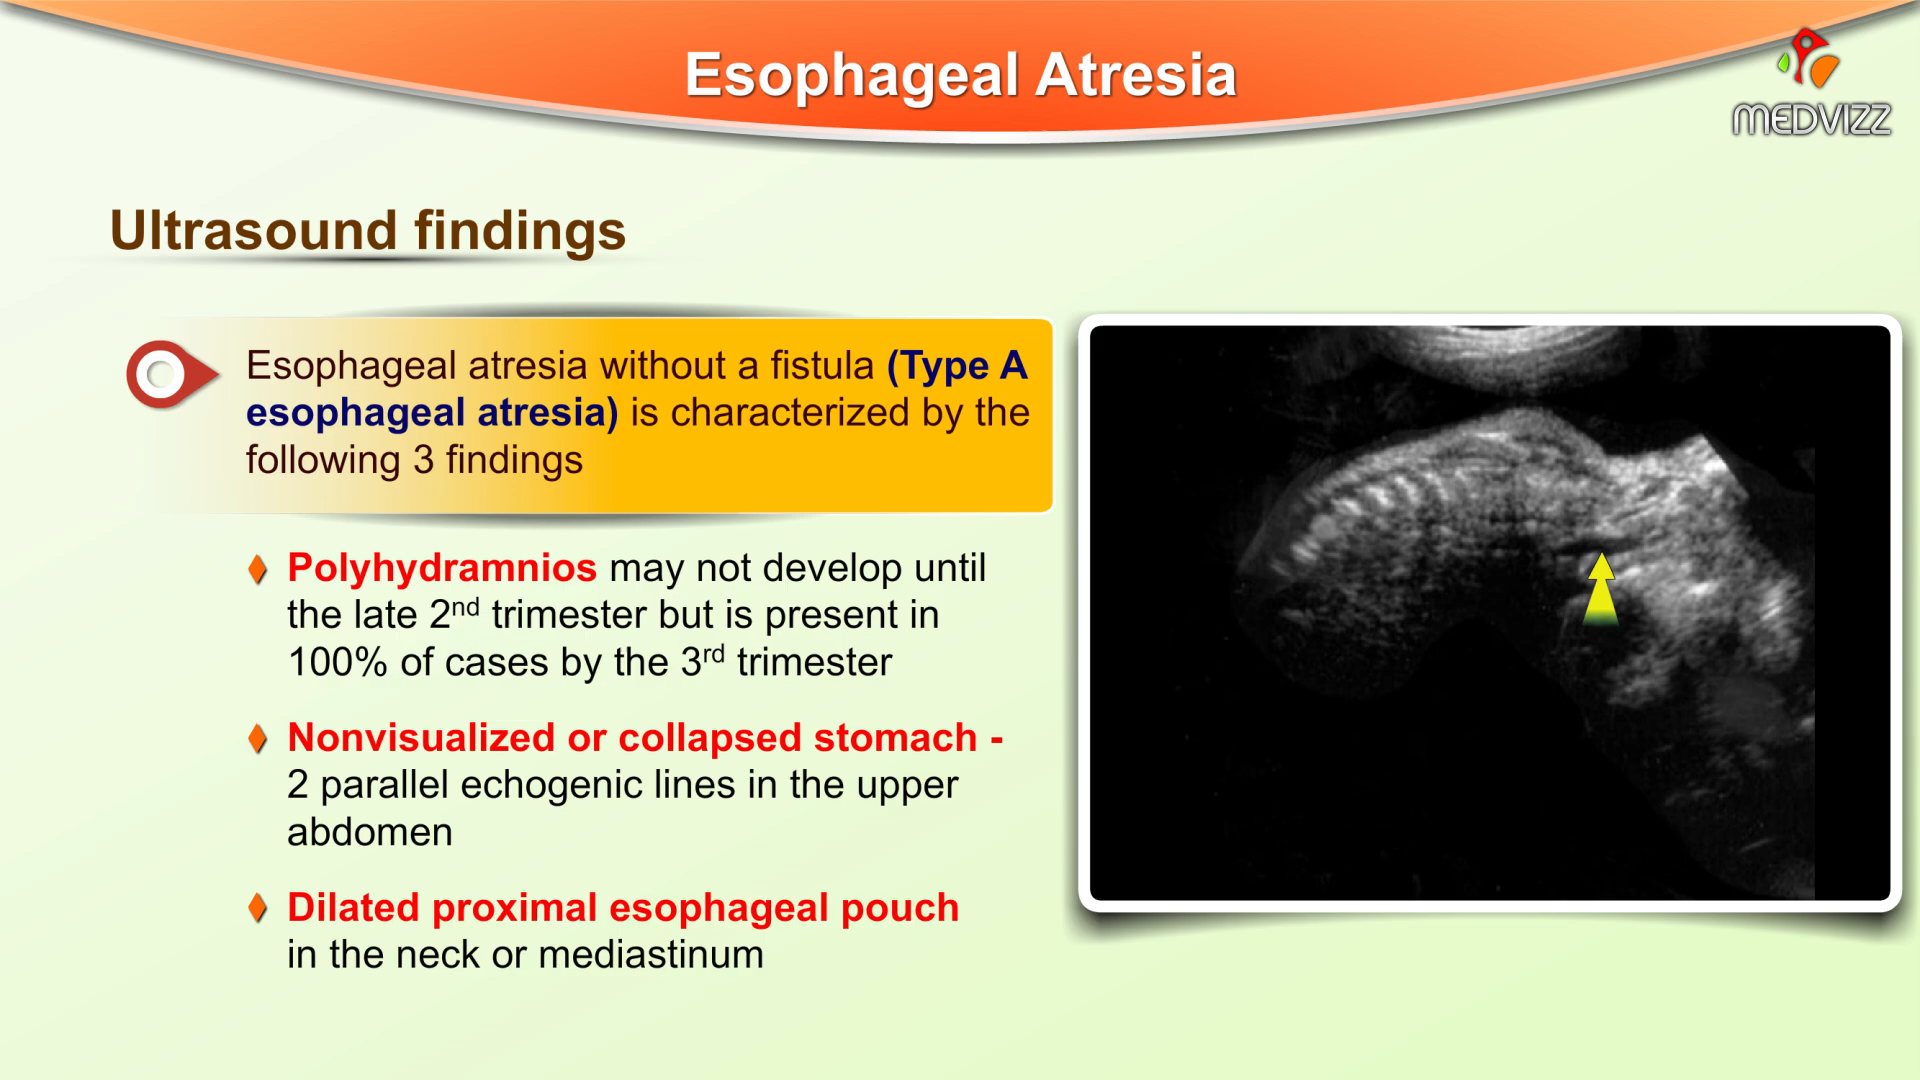 Esophageal Atresia
MEDVIZZ
Ultrasound findings
Esophageal atresia without a fistula (Type A
esophageal atresia) is characterized by the
following 3 findings
Polyhydramnios may not develop until
the late 2nd trimester but is present in
100% of cases by the 3rd trimester
Nonvisualized or collapsed stomach -
2 parallel echogenic lines in the upper
abdomen
Dilated proximal esophageal pouch
in the neck or mediastinum